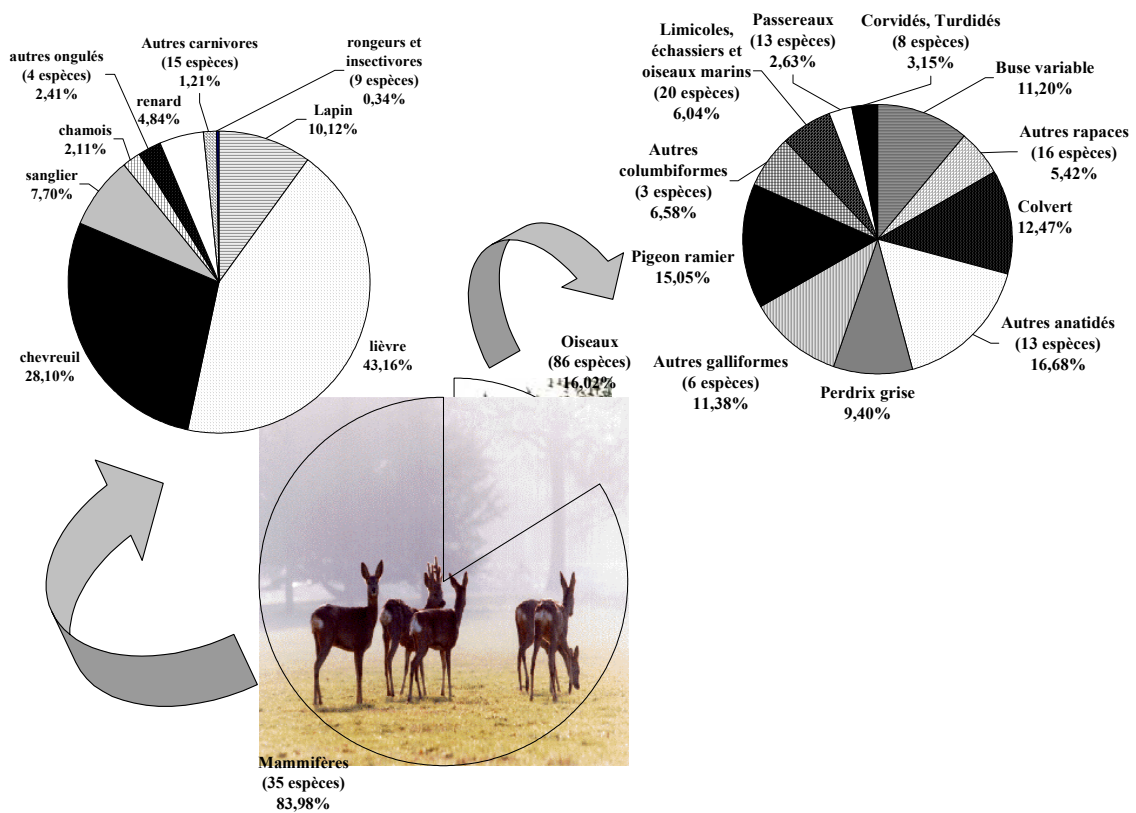 autres ongulés
(4 espèces)
2,41%
Autres carnivores
(15 espèces)
1,21%
rongeurs et
insectivores
(9 espèces)
0,34%
Lapin
10,12%
renard
4,84%
chamois
2,11%
sanglier
7,70%
chevreuil
28,10%
lièvre
43,16%
Limicoles,
échassiers et
oiseaux marins
(20 espèces)
6,04%
Passereaux
(13 espèces)
2,63%
Corvidés, Turdidés
(8 espèces)
3,15%
Buse variable
11,20%
Autres rapaces
(16 espèces)
5,42%
Colvert
12,47%
Autres anatidés
(13 espèces)
16,68%
Perdrix grise
9,40%
Autres galliformes
(6 espèces)
11,38%
Pigeon ramier
15,05%
Autres
columbiformes
(3 espèces)
6,58%
Oiseaux
(86 espèces)
16,02%
Mammifères
(35 espèces)
83,98%